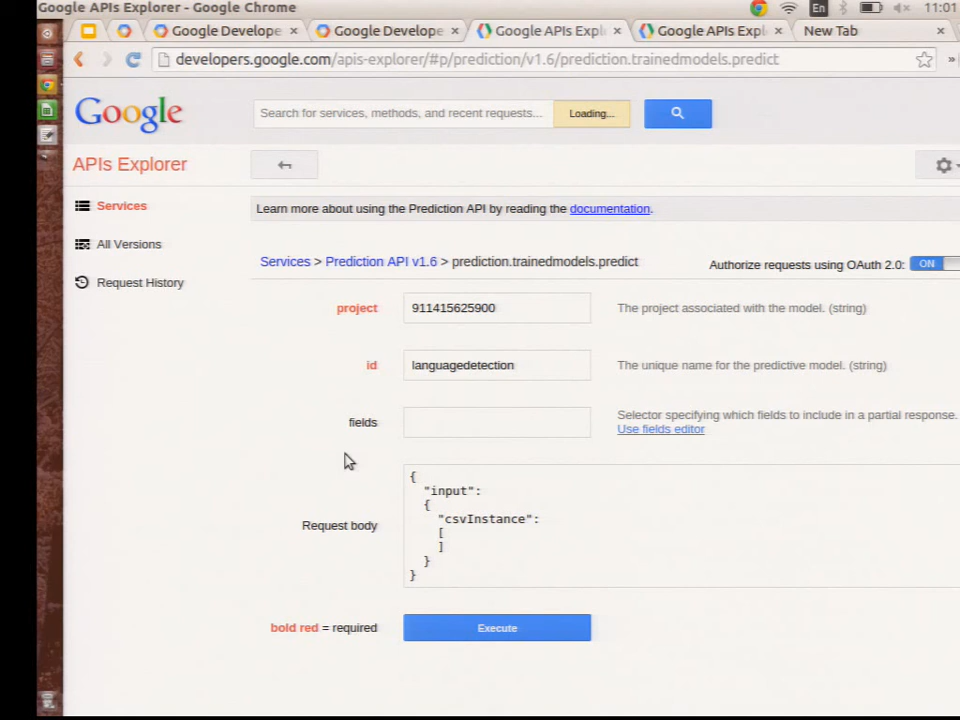 Google APIs Explorer - Google Chrome
En
11:01
Google Develope
Google Develope
Google APIs Expl
Google APIs Expl
New Tab
developers.google.com/apis-explorer/#p/prediction/v1.6/prediction.trainedmodels.predict
Google
Search for services, methods, and recent requests...
Loading...
APIs Explorer
Services
All Versions
Request History
Learn more about using the Prediction API by reading the documentation.
Services > Prediction API v1.6 > prediction.trainedmodels.predict
Authorize requests using OAuth 2.0:
ON
project
911415625900
The project associated with the model. (string)
id
languagedetection
The unique name for the predictive model. (string)
fields
Selector specifying which fields to include in a partial response.
Use fields editor
Request body
{
"input":
{
"csvInstance":
[
]
}
}
bold red = required
Execute